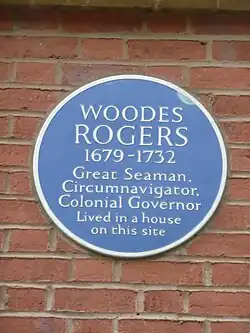 WOODES
ROGERS
1679-1732
Great Seaman.
Circumnavigator.
Colonial Governor
Lived in a house
on this site